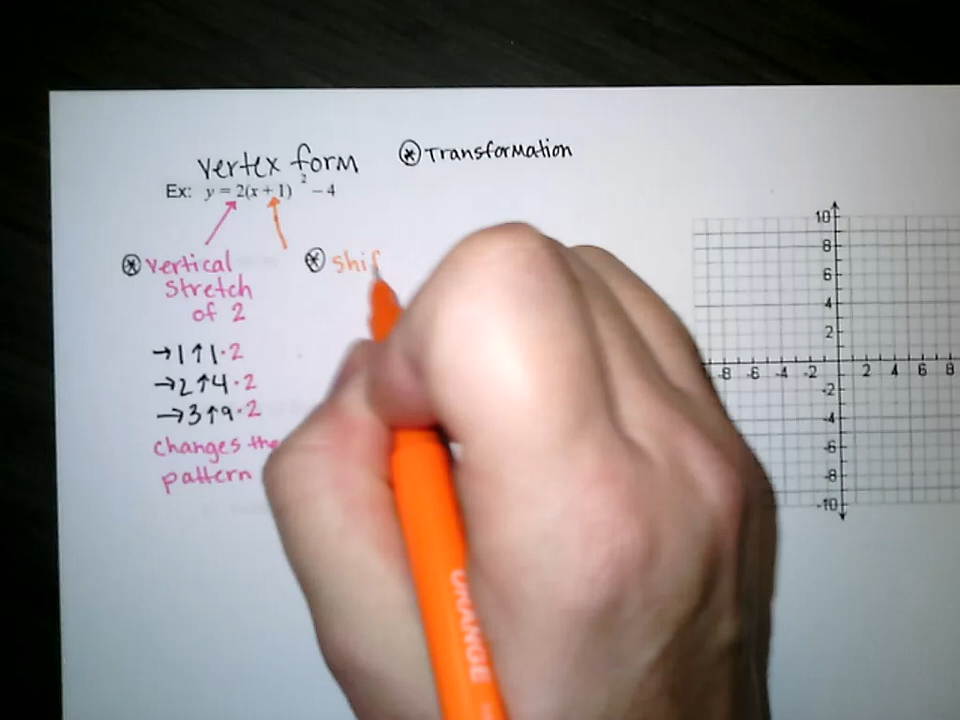 vertex form
⊛ Transformation
Ex: y = 2(x + 1)² − 4
⊛ vertical
stretch
of 2
→1↑1·2
→2↑4·2
→3↑9·2
changes the
pattern
⊛ shif
ORANGE
10
8
6
4
2
-8 -6 -4 -2 2 4 6 8
-2
-4
-6
-8
-10